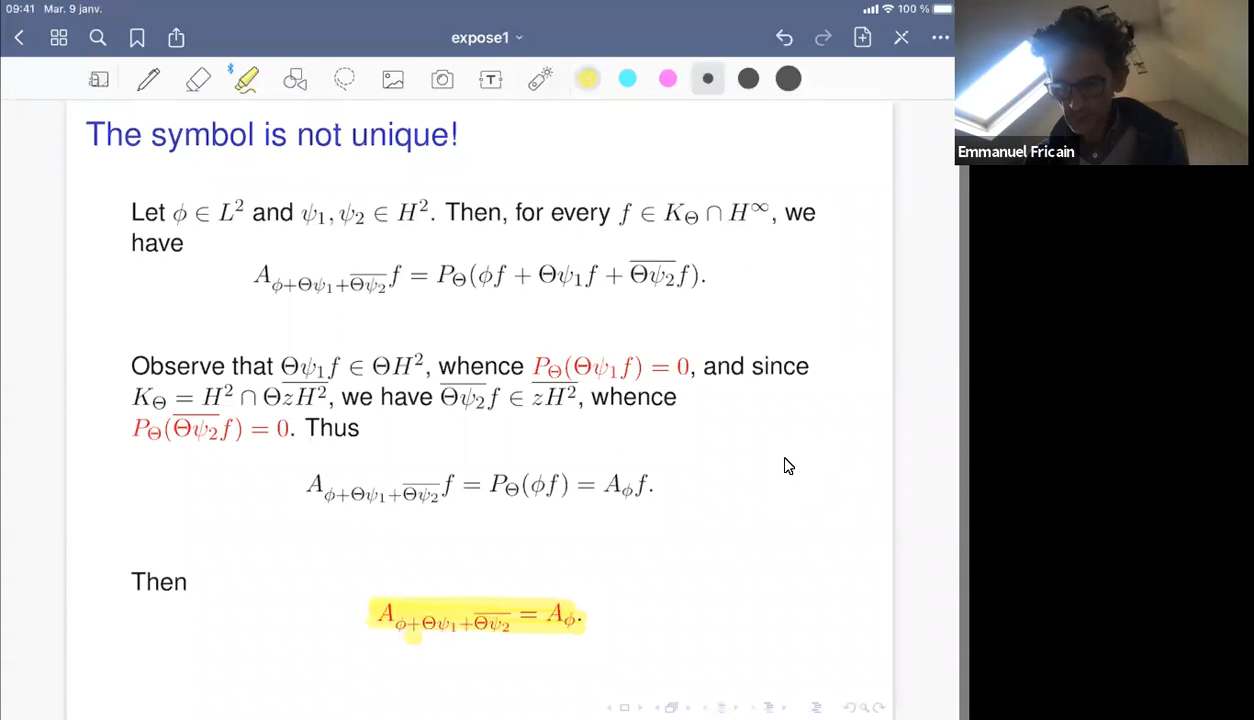 09:41 Mar. 9 janv.
100 %
expose1
Emmanuel Fricain
The symbol is not unique!
Let ϕ ∈ L² and ψ₁, ψ₂ ∈ H². Then, for every f ∈ K_Θ ∩ H^∞, we
have
A_{ϕ+Θψ₁+\overline{Θψ₂}} f = P_Θ(ϕf + Θψ₁f + \overline{Θψ₂}f).
Observe that Θψ₁f ∈ ΘH², whence P_Θ(Θψ₁f) = 0, and since
K_Θ = H² ∩ Θ\overline{zH²}, we have \overline{Θψ₂}f ∈ \overline{zH²}, whence
P_Θ(\overline{Θψ₂}f) = 0. Thus
A_{ϕ+Θψ₁+\overline{Θψ₂}} f = P_Θ(ϕf) = A_ϕ f.
Then
A_{ϕ+Θψ₁+\overline{Θψ₂}} = A_ϕ.